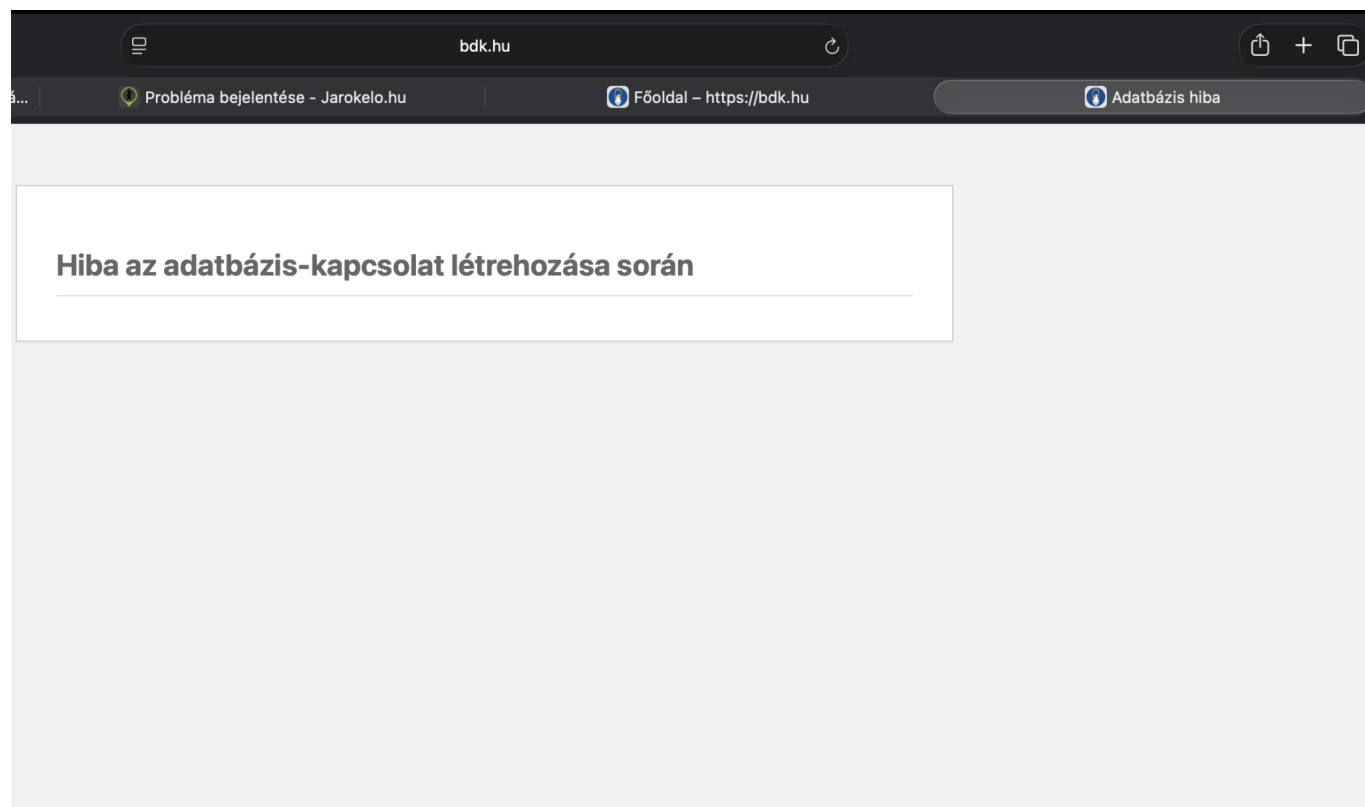 bdk.hu
Probléma bejelentése - Jarokelo.hu
Főoldal – https://bdk.hu
Adatbázis hiba
Hiba az adatbázis-kapcsolat létrehozása során